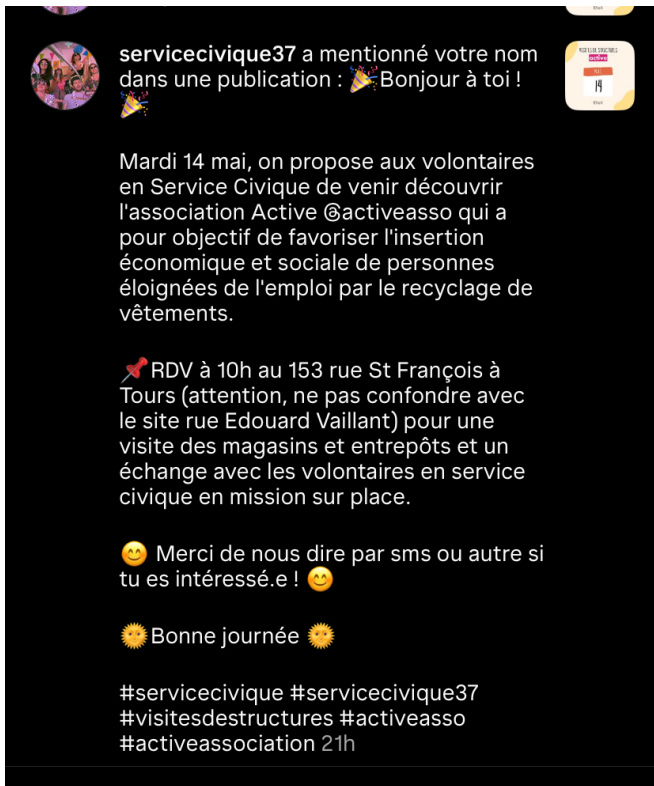 servicecivique37 a mentionné votre nom
dans une publication : 🎉Bonjour à toi !
🎉
Mardi 14 mai, on propose aux volontaires
en Service Civique de venir découvrir
l'association Active @activeasso qui a
pour objectif de favoriser l'insertion
économique et sociale de personnes
éloignées de l'emploi par le recyclage de
vêtements.
📌RDV à 10h au 153 rue St François à
Tours (attention, ne pas confondre avec
le site rue Edouard Vaillant) pour une
visite des magasins et entrepôts et un
échange avec les volontaires en service
civique en mission sur place.
😊 Merci de nous dire par sms ou autre si
tu es intéressé.e ! 😊
🌞Bonne journée 🌞
#servicecivique #servicecivique37
#visitesdestructures #activeasso
#activeassociation 21h
VISITES DE STRUCTURES
active
MAI
14